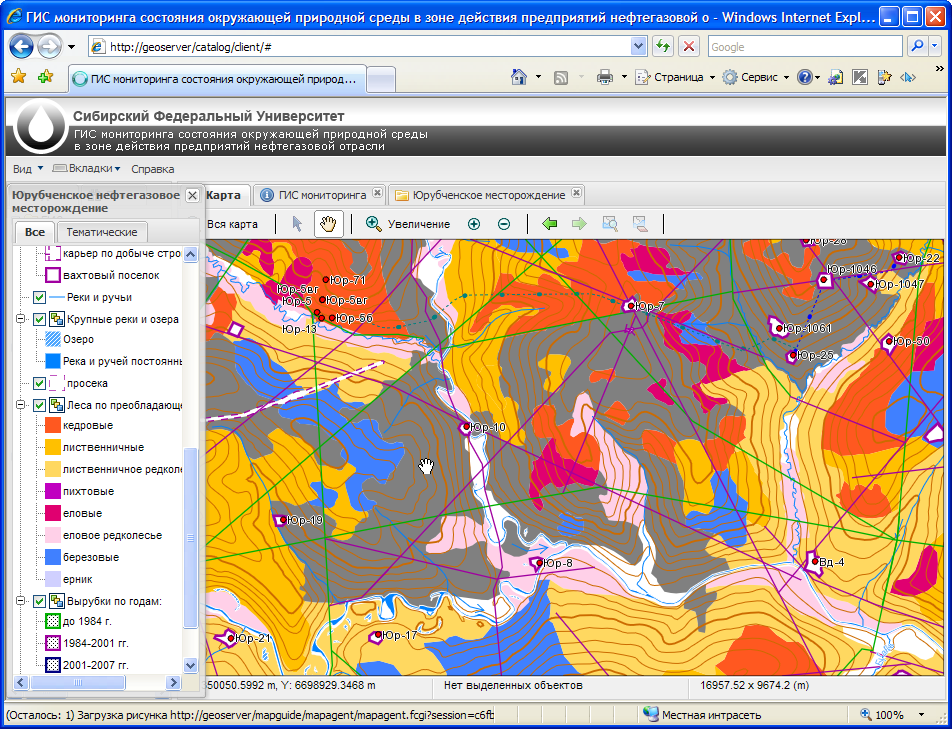 ГИС мониторинга состояния окружающей природной среды в зоне действия предприятий нефтегазовой о - Windows Internet Expl...
http://geoserver/catalog/client/#
Google
ГИС мониторинга состояния окружающей природ...
Страница
Сервис
Сибирский Федеральный Университет
ГИС мониторинга состояния окружающей природной среды
в зоне действия предприятий нефтегазовой отрасли
Вид
Вкладки
Справка
Юрубченское нефтегазовое
месторождение
Все
Тематические
карьер по добыче стро
вахтовый поселок
Реки и ручьи
Крупные реки и озера
Озеро
Река и ручей постоянны
просека
Леса по преобладающе
кедровые
лиственничные
лиственничное редколе
пихтовые
еловые
еловое редколесье
березовые
ерник
Вырубки по годам:
до 1984 г.
1984-2001 гг.
2001-2007 гг.
Карта
ГИС мониторинга
Юрубченское месторождение
Вся карта
Увеличение
Юр-28
Юр-22
Юр-1046
Юр-1047
Юр-71
Юр-5вг
Юр-5
Юр-5вг
Юр-56
Юр-13
Юр-7
Юр-1061
Юр-25
Юр-50
Юр-10
Юр-19
Юр-8
Вд-4
Юр-21
Юр-17
50050.5992 m, Y: 6698929.3468 m
Нет выделенных объектов
16957.52 x 9674.2 (m)
(Осталось: 1) Загрузка рисунка http://geoserver/mapguide/mapagent/mapagent.fcgi?session=c6fb
Местная интрасеть
100%